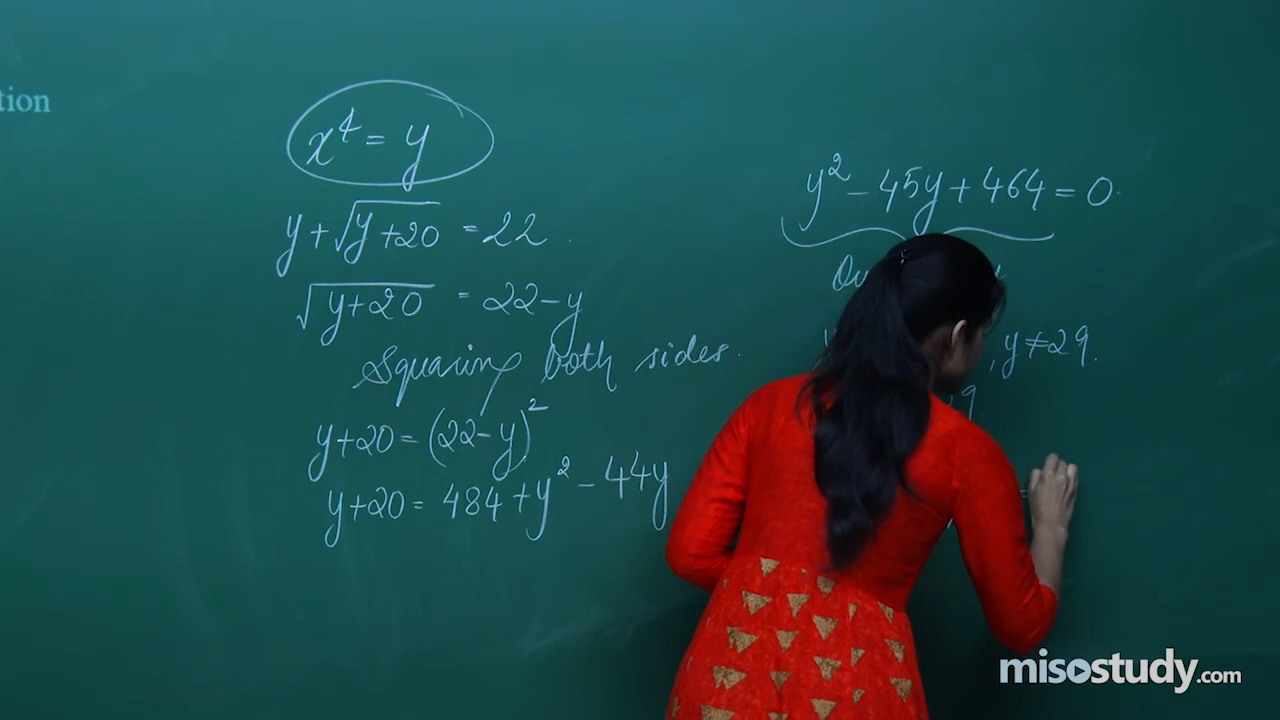 tion
x⁴ = y
y + √(y+20) = 22.
√(y+20) = 22 - y
Squaring both sides.
y+20 = (22-y)²
y+20 = 484 + y² - 44y
y² - 45y + 464 = 0.
, y ≠ 29.
misostudy.com